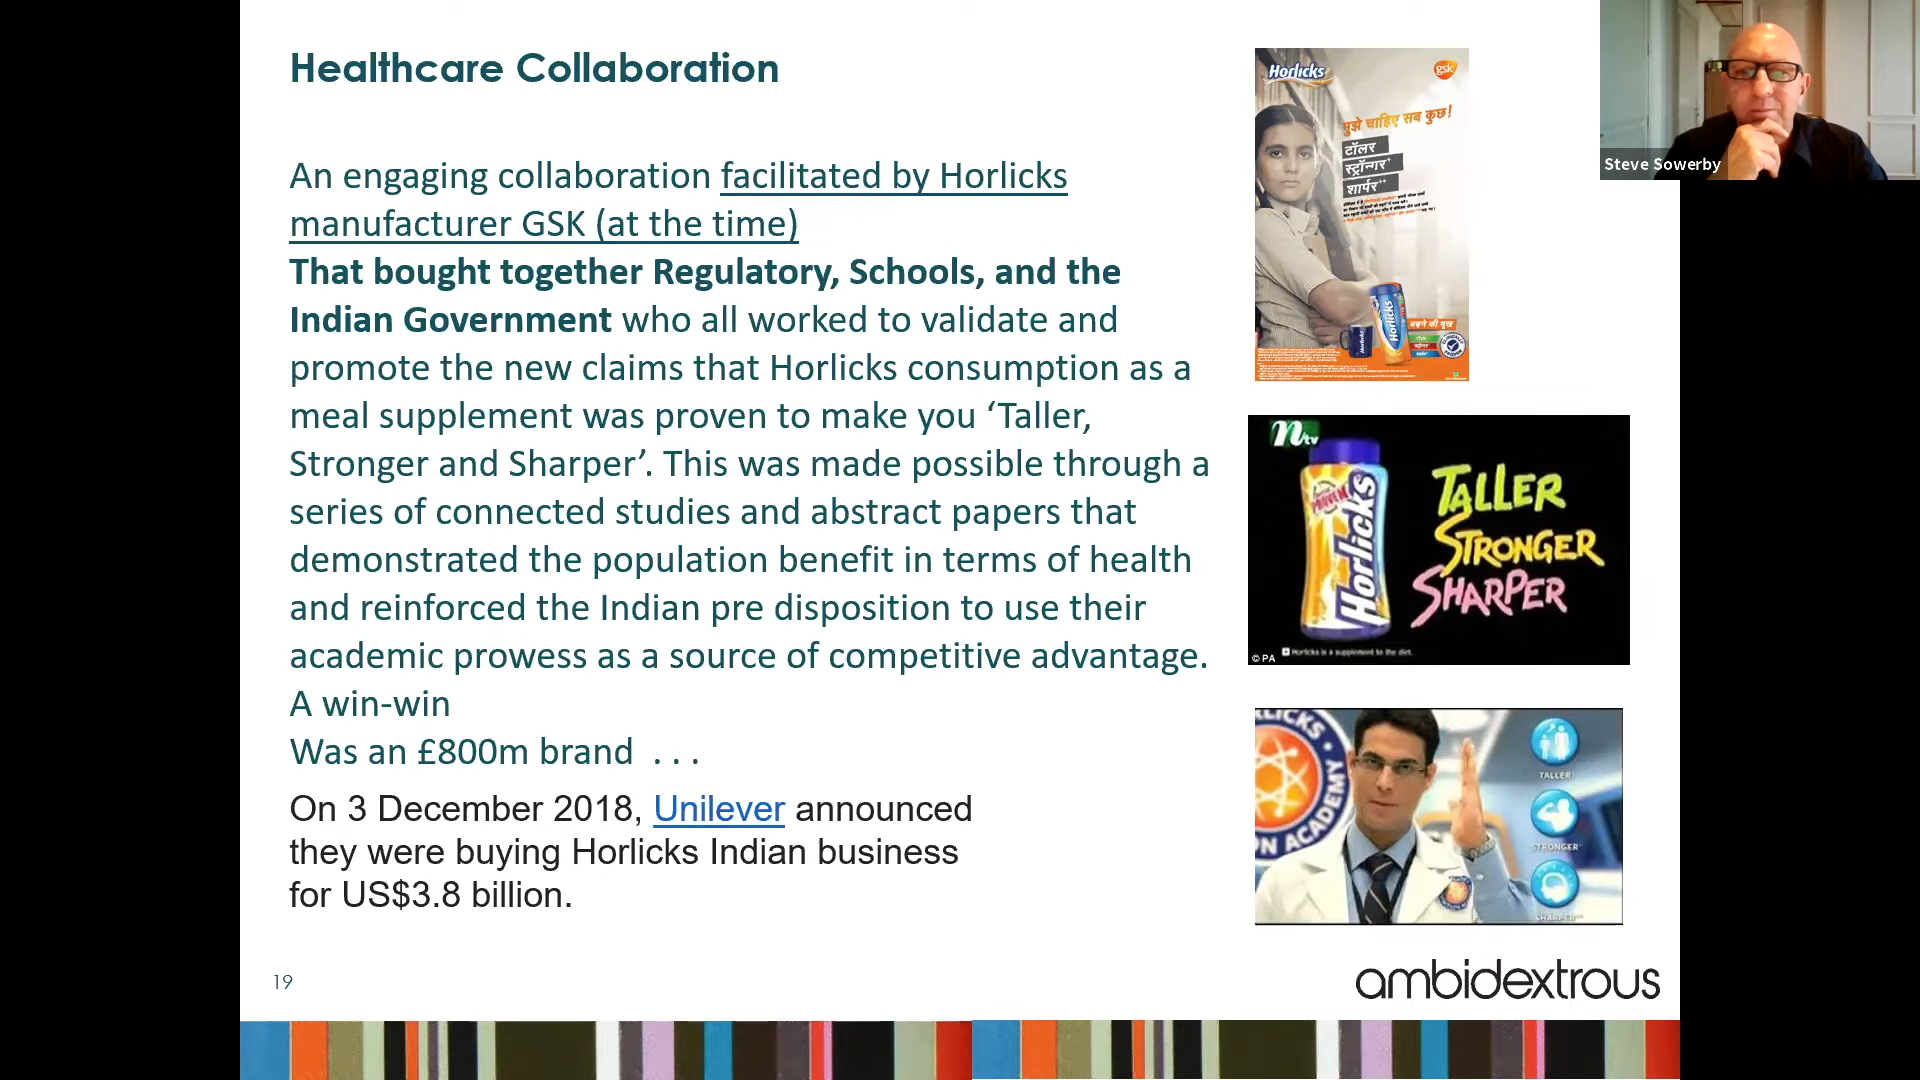 Healthcare Collaboration
An engaging collaboration facilitated by Horlicks
manufacturer GSK (at the time)
That bought together Regulatory, Schools, and the
Indian Government who all worked to validate and
promote the new claims that Horlicks consumption as a
meal supplement was proven to make you ‘Taller,
Stronger and Sharper’. This was made possible through a
series of connected studies and abstract papers that
demonstrated the population benefit in terms of health
and reinforced the Indian pre disposition to use their
academic prowess as a source of competitive advantage.
A win-win
Was an £800m brand . . .
On 3 December 2018, Unilever announced
they were buying Horlicks Indian business
for US$3.8 billion.
19
Horlicks
gsk
मुझे चाहिए सब कुछ!
टॉलर
स्ट्रॉन्गर+
शार्पर++
Horlicks
ntv
PROVEN
Horlicks
TALLER
STRONGER
SHARPER
© PA
Horlicks is a supplement to the diet.
ON ACADEMY
TALLER
STRONGER
SHARPER
ambidextrous
Steve Sowerby